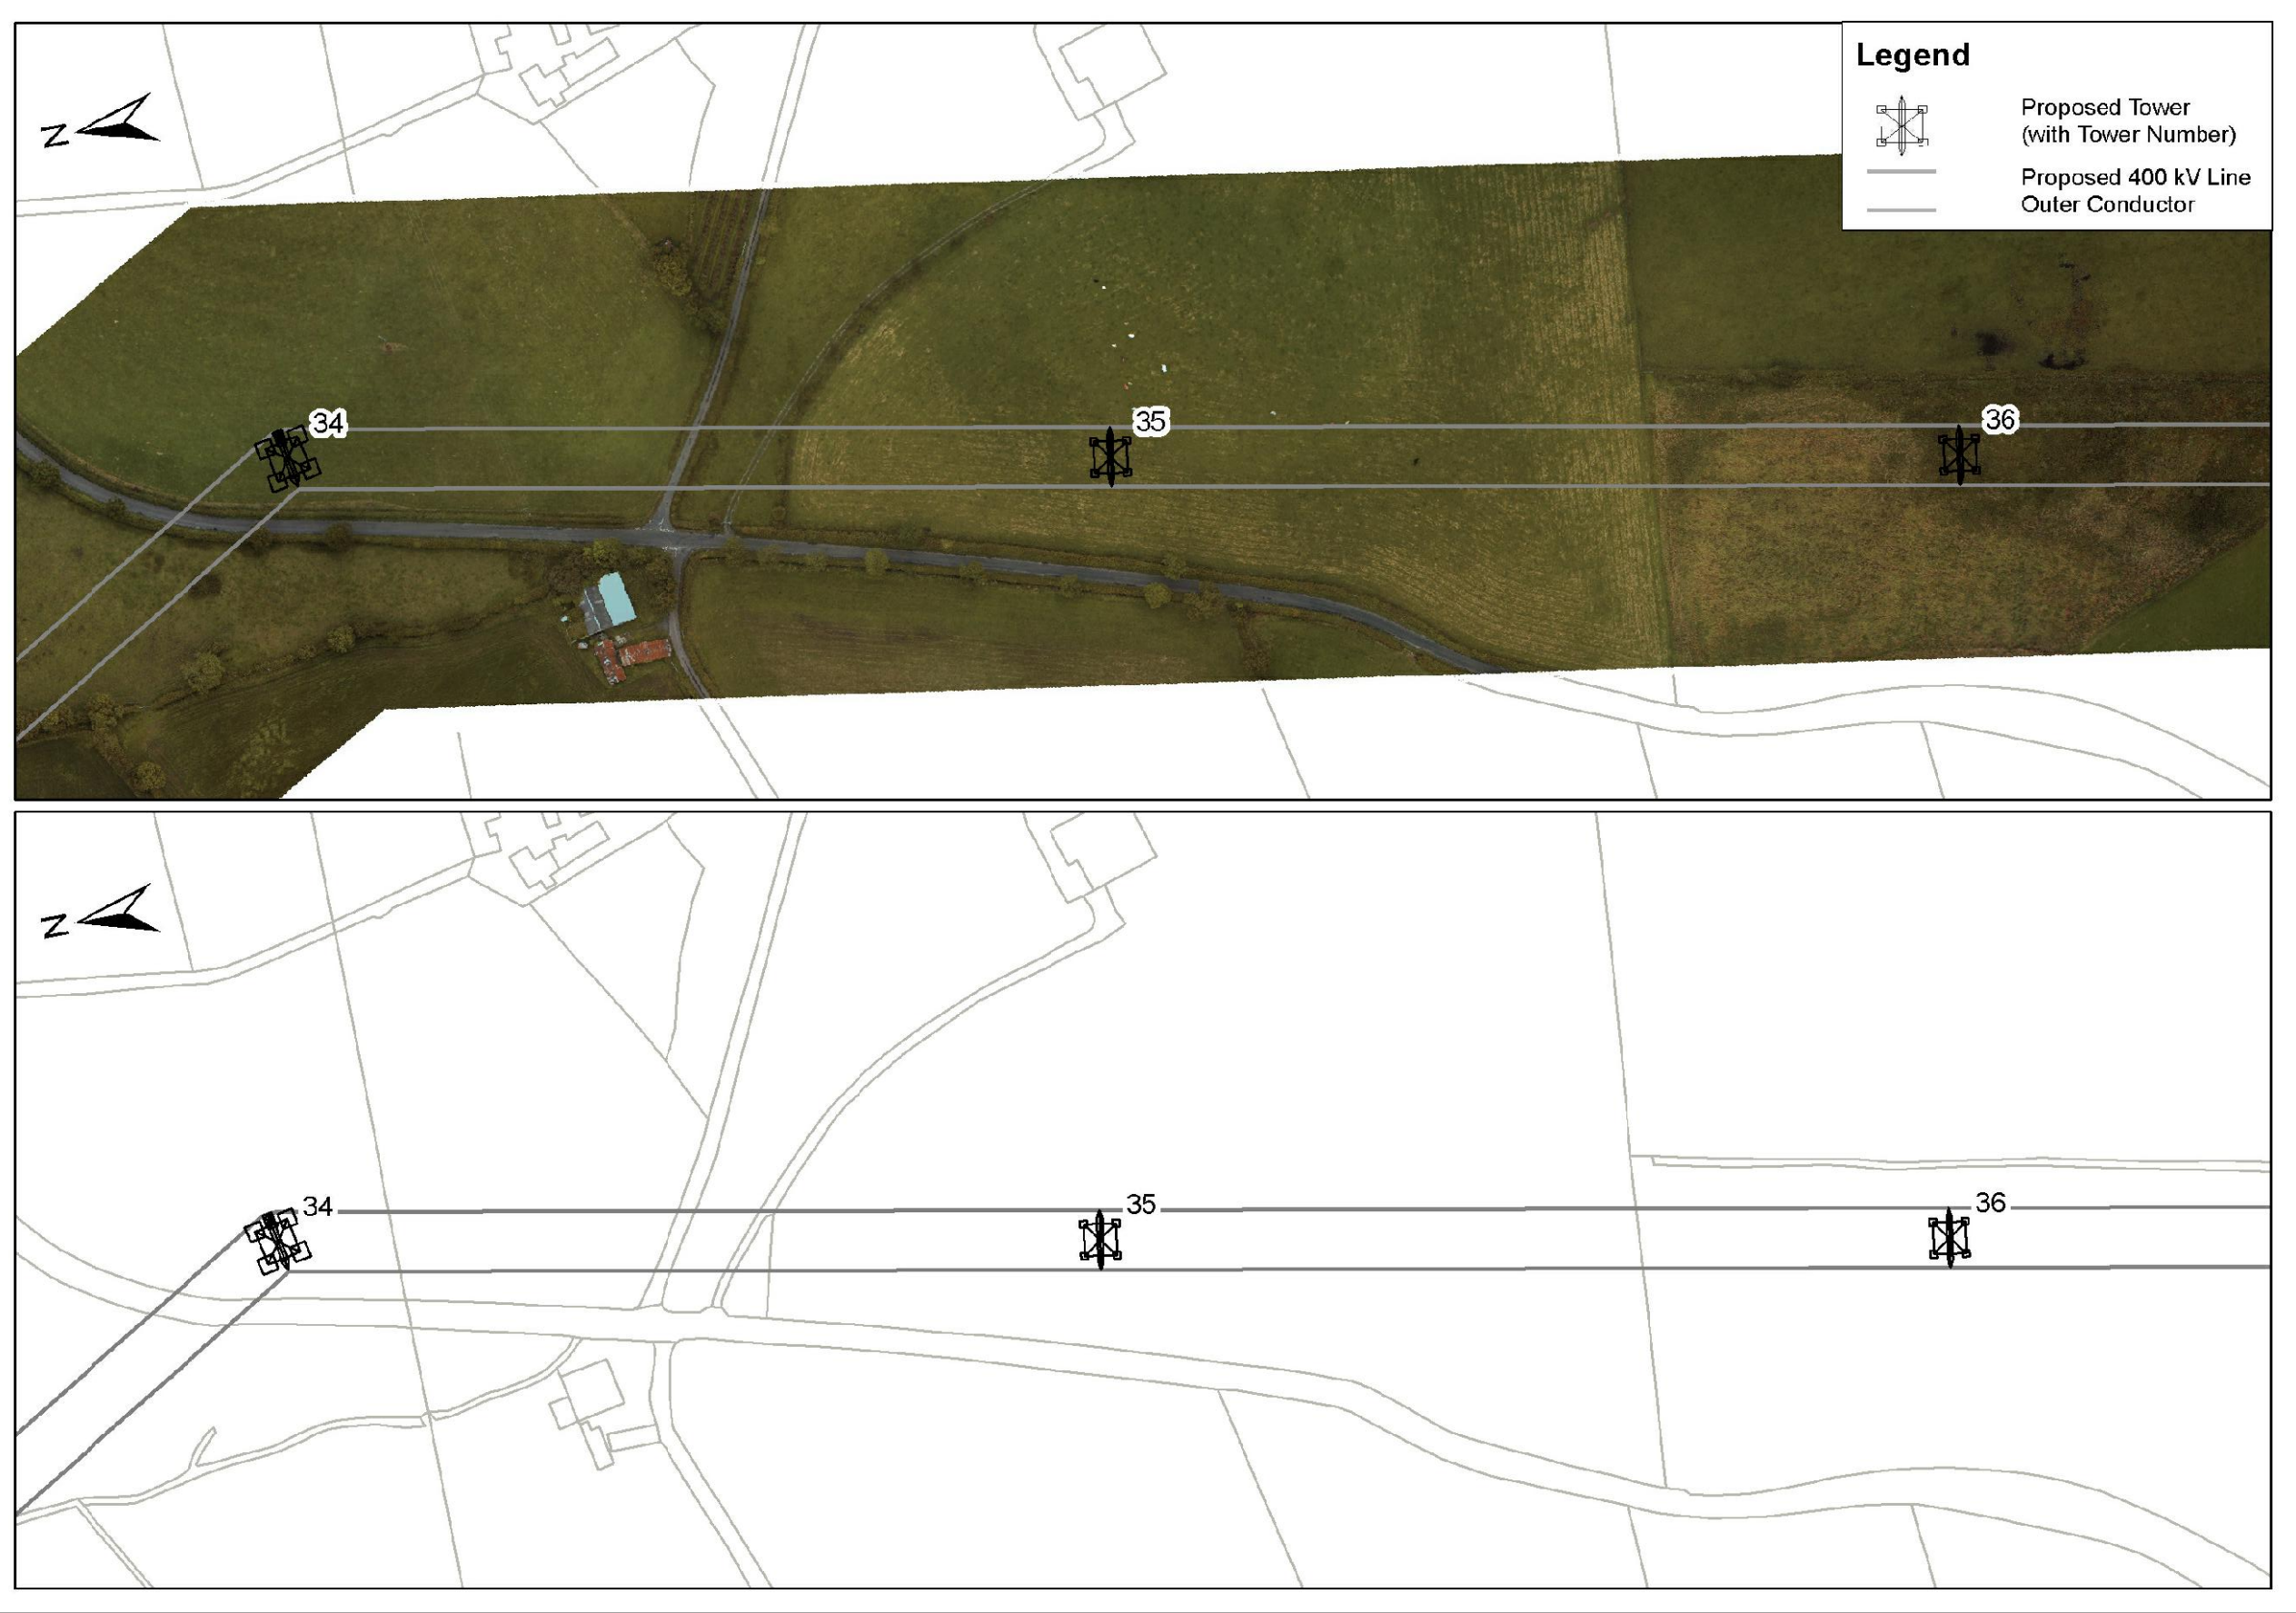 Legend
Proposed Tower
(with Tower Number)
Proposed 400 kV Line
Outer Conductor
N
34
35
36
N
34
35
36